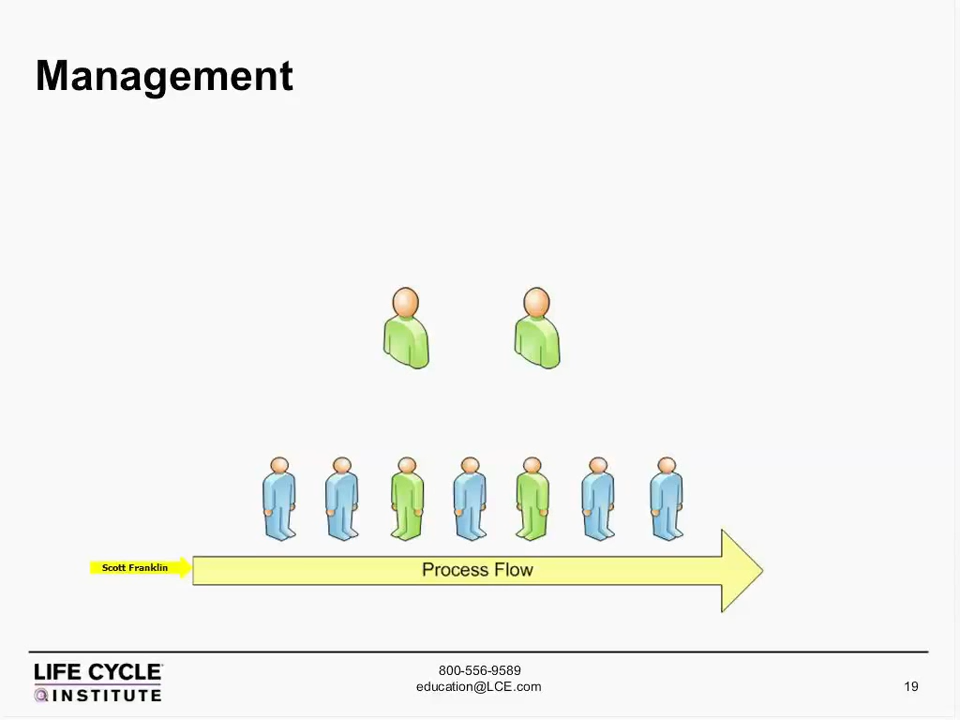 Management
Scott Franklin
Process Flow
LIFE CYCLE
INSTITUTE
800-556-9589
education@LCE.com
19